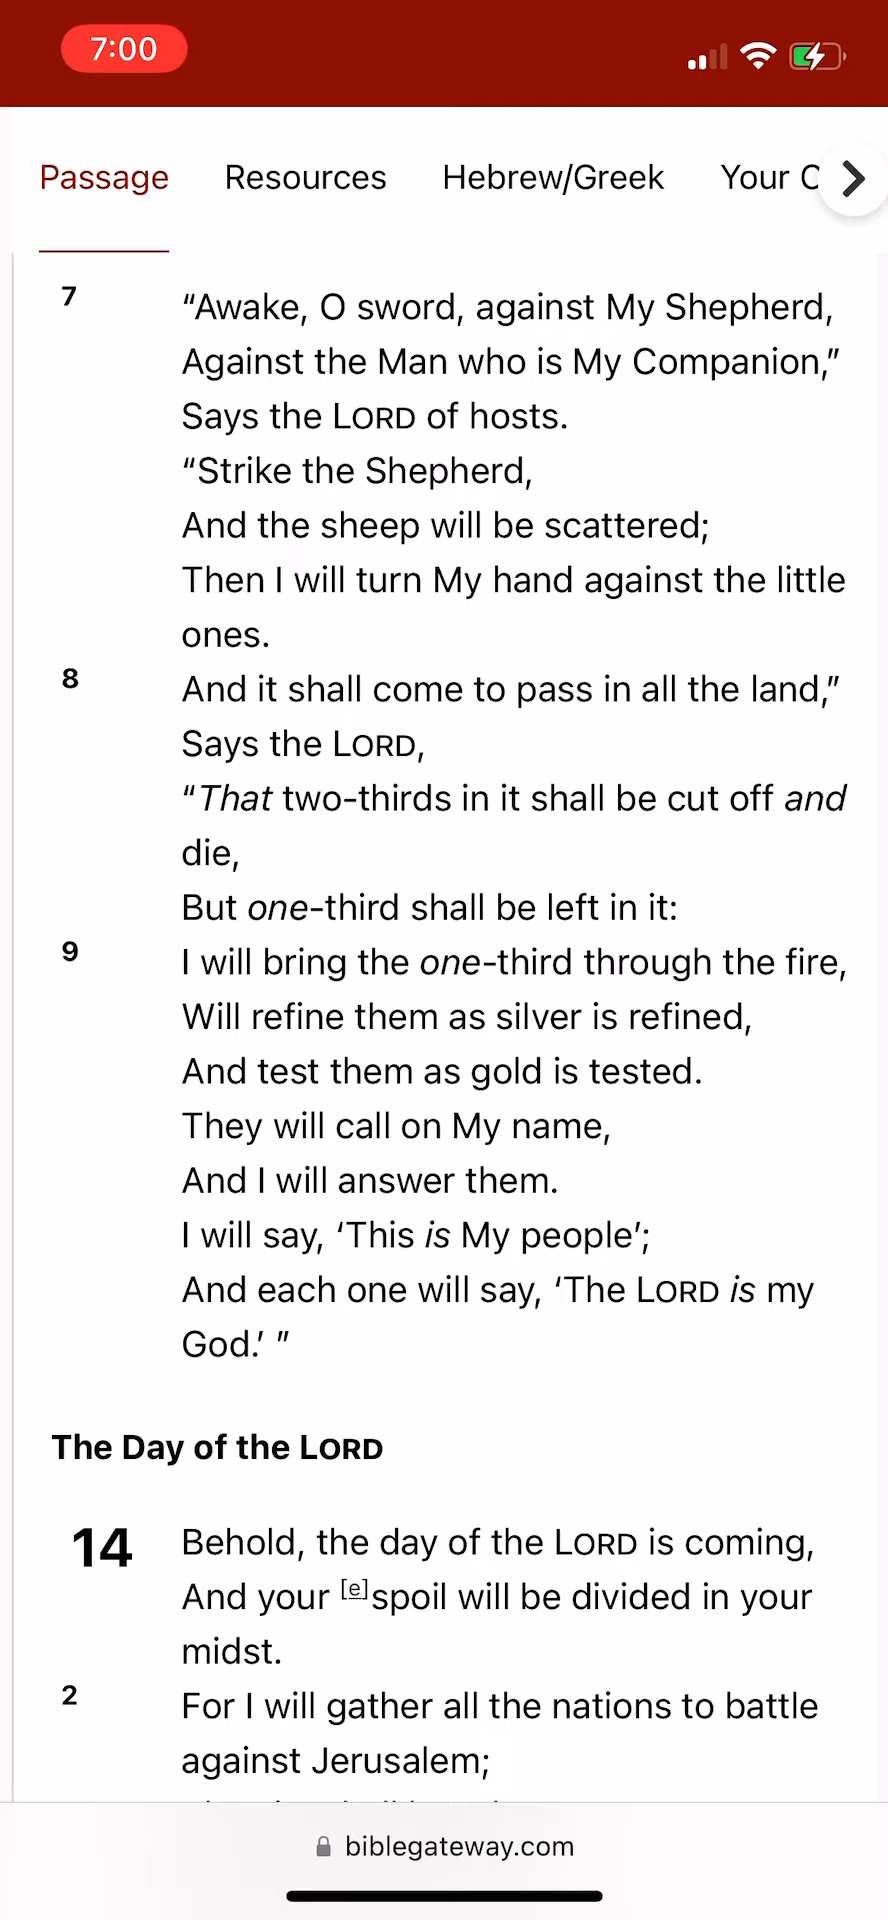 7:00
Passage Resources Hebrew/Greek Your
7 “Awake, O sword, against My Shepherd,
Against the Man who is My Companion,”
Says the LORD of hosts.
“Strike the Shepherd,
And the sheep will be scattered;
Then I will turn My hand against the little
ones.
8 And it shall come to pass in all the land,”
Says the LORD,
“That two-thirds in it shall be cut off and
die,
But one-third shall be left in it:
9 I will bring the one-third through the fire,
Will refine them as silver is refined,
And test them as gold is tested.
They will call on My name,
And I will answer them.
I will say, ‘This is My people’;
And each one will say, ‘The LORD is my
God.’ ”
The Day of the LORD
14 Behold, the day of the LORD is coming,
And your [e]spoil will be divided in your
midst.
2 For I will gather all the nations to battle
against Jerusalem;
biblegateway.com